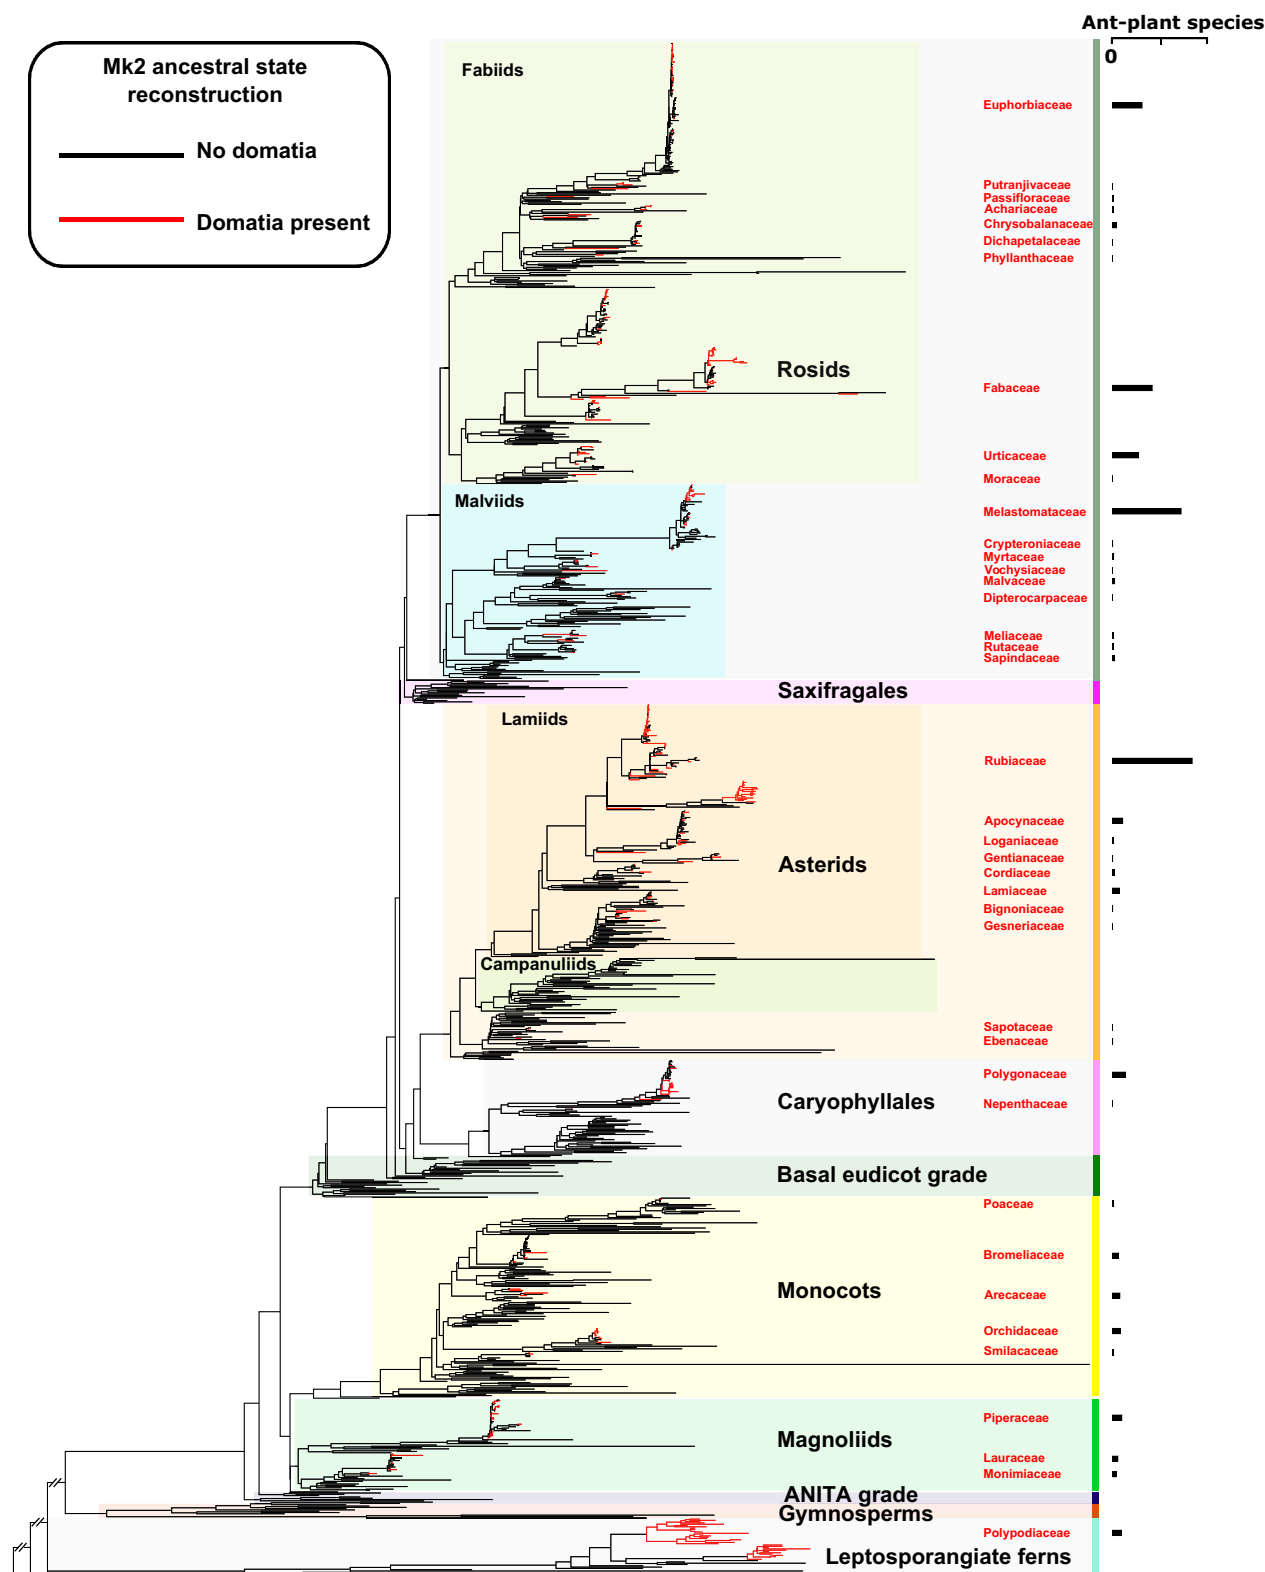 Ant-plant species
0
Mk2 ancestral state
reconstruction
No domatia
Domatia present
Fabiids
Euphorbiaceae
Putranjivaceae
Passifloraceae
Achariaceae
Chrysobalanaceae
Dichapetalaceae
Phyllanthaceae
Rosids
Fabaceae
Urticaceae
Moraceae
Malviids
Melastomataceae
Crypteroniaceae
Myrtaceae
Vochysiaceae
Malvaceae
Dipterocarpaceae
Meliaceae
Rutaceae
Sapindaceae
Saxifragales
Lamiids
Rubiaceae
Apocynaceae
Loganiaceae
Gentianaceae
Asterids
Cordiaceae
Lamiaceae
Bignoniaceae
Gesneriaceae
Campanuliids
Sapotaceae
Ebenaceae
Polygonaceae
Caryophyllales
Nepenthaceae
Basal eudicot grade
Poaceae
Bromeliaceae
Monocots
Arecaceae
Orchidaceae
Smilacaceae
Piperaceae
Magnoliids
Lauraceae
Monimiaceae
ANITA grade
Gymnosperms
Polypodiaceae
Leptosporangiate ferns